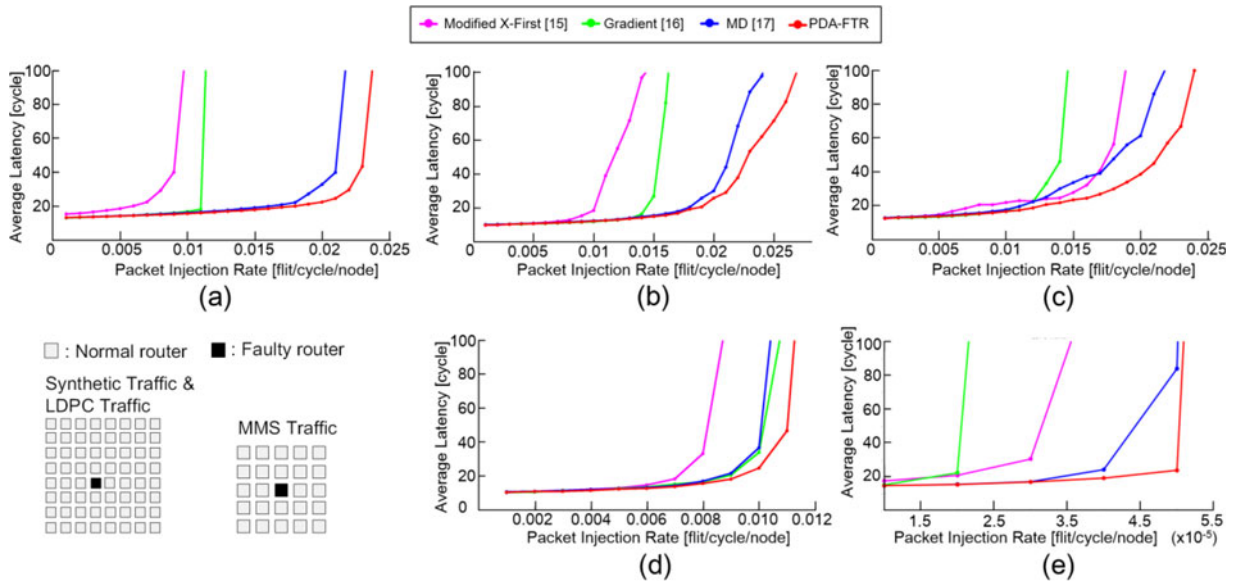 Modified X-First [15] Gradient [16] MD [17] PDA-FTR
Average Latency [cycle]
100
80
60
40
20
0 0.005 0.010 0.015 0.020 0.025
Packet Injection Rate [flit/cycle/node]
(a)
Average Latency [cycle]
100
80
60
40
20
0 0.005 0.010 0.015 0.020 0.025
Packet Injection Rate [flit/cycle/node]
(b)
Average Latency [cycle]
100
80
60
40
20
0 0.005 0.010 0.015 0.020 0.025
Packet Injection Rate [flit/cycle/node]
(c)
: Normal router : Faulty router
Synthetic Traffic &
LDPC Traffic
MMS Traffic
Average Latency [cycle]
100
80
60
40
20
0.002 0.004 0.006 0.008 0.010 0.012
Packet Injection Rate [flit/cycle/node]
(d)
Average Latency [cycle]
100
80
60
40
20
1.5 2.5 3.5 4.5 5.5
Packet Injection Rate [flit/cycle/node] (x10⁻⁵)
(e)